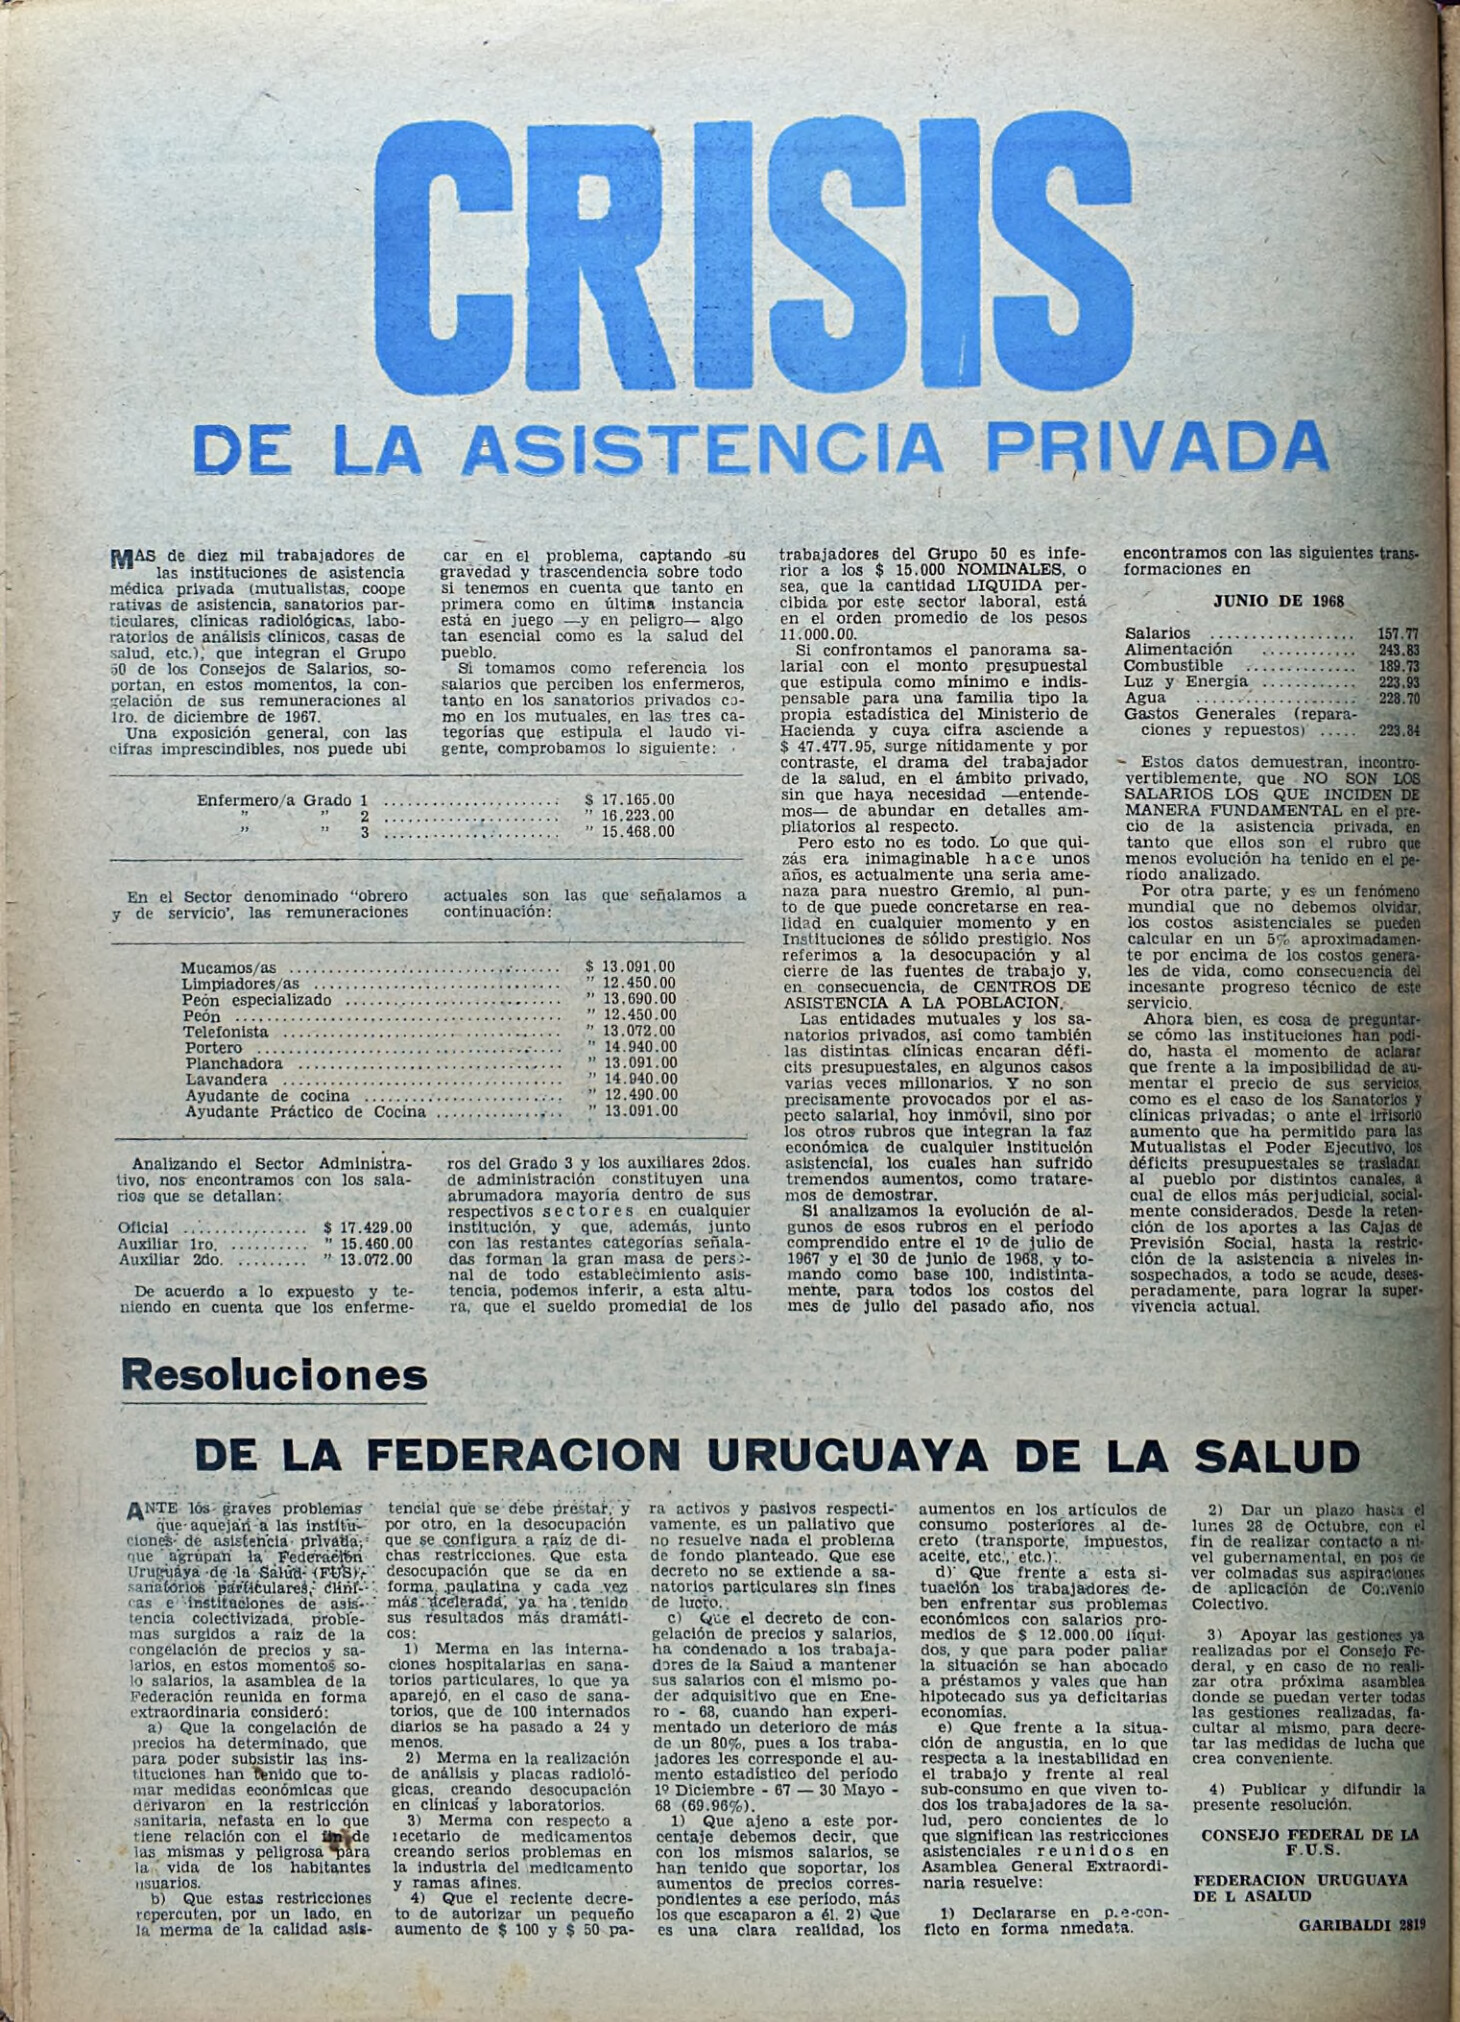 CRISIS
DE LA ASISTENCIA PRIVADA
MAS de diez mil trabajadores de
las instituciones de asistencia
médica privada (mutualistas, coope
rativas de asistencia, sanatorios par-
ticulares, clínicas radiológicas, labo-
ratorios de análisis clínicos, casas de
salud, etc.), que integran el Grupo
50 de los Consejos de Salarios, so-
portan, en estos momentos, la con-
gelación de sus remuneraciones al
1ro. de diciembre de 1967.
Una exposición general, con las
cifras imprescindibles, nos puede ubi
car en el problema, captando su
gravedad y trascendencia sobre todo
si tenemos en cuenta que tanto en
primera como en última instancia
está en juego —y en peligro— algo
tan esencial como es la salud del
pueblo.
Si tomamos como referencia los
salarios que perciben los enfermeros,
tanto en los sanatorios privados co-
mo en los mutuales, en las tres ca-
tegorías que estipula el laudo vi-
gente, comprobamos lo siguiente:
Enfermero/a Grado 1 ...................... $ 17.165.00
" " 2 ...................... " 16.223.00
" " 3 ...................... " 15.468.00
En el Sector denominado "obrero
y de servicio', las remuneraciones
actuales son las que señalamos a
continuación:
Mucamos/as .................................. $ 13.091.00
Limpiadores/as ............................... " 12.450.00
Peón especializado ........................... " 13.690.00
Peón ......................................... " 12.450.00
Telefonista ................................... " 13.072.00
Portero ...................................... " 14.940.00
Planchadora ................................. " 13.091.00
Lavandera ................................... " 14.940.00
Ayudante de cocina ......................... " 12.490.00
Ayudante Práctico de Cocina ................ " 13.091.00
Analizando el Sector Administra-
tivo, nos encontramos con los sala-
rios que se detallan:
Oficial ............... $ 17.429.00
Auxiliar 1ro. .......... " 15.460.00
Auxiliar 2do. ......... " 13.072.00
De acuerdo a lo expuesto y te-
niendo en cuenta que los enferme-
ros del Grado 3 y los auxiliares 2dos.
de administración constituyen una
abrumadora mayoría dentro de sus
respectivos sectores en cualquier
institución, y que, además, junto
con las restantes categorías señala-
das forman la gran masa de perso-
nal de todo establecimiento asis-
tencia, podemos inferir, a esta altu-
ra, que el sueldo promedial de los
trabajadores del Grupo 50 es infe-
rior a los $ 15.000 NOMINALES, o
sea, que la cantidad LIQUIDA per-
cibida por este sector laboral, está
en el orden promedio de los pesos
11.000.00.
Si confrontamos el panorama sa-
larial con el monto presupuestal
que estipula como mínimo e indis-
pensable para una familia tipo la
propia estadística del Ministerio de
Hacienda y cuya cifra asciende a
$ 47.477.95, surge nítidamente y por
contraste, el drama del trabajador
de la salud, en el ámbito privado,
sin que haya necesidad —entende-
mos— de abundar en detalles am-
pliatorios al respecto.
Pero esto no es todo. Lo que qui-
zás era inimaginable hace unos
años, es actualmente una seria ame-
naza para nuestro Gremio, al pun-
to de que puede concretarse en rea-
lidad en cualquier momento y en
Instituciones de sólido prestigio. Nos
referimos a la desocupación y al
cierre de las fuentes de trabajo y,
en consecuencia, de CENTROS DE
ASISTENCIA A LA POBLACION.
Las entidades mutuales y los sa-
natorios privados, así como también
las distintas clínicas encaran défi-
cits presupuestales, en algunos casos
varias veces millonarios. Y no son
precisamente provocados por el as-
pecto salarial, hoy inmóvil, sino por
los otros rubros que integran la faz
económica de cualquier institución
asistencial, los cuales han sufrido
tremendos aumentos, como tratare-
mos de demostrar.
Si analizamos la evolución de al-
gunos de esos rubros en el período
comprendido entre el 1º de julio de
1967 y el 30 de junio de 1968, y to-
mando como base 100, indistinta-
mente, para todos los costos del
mes de julio del pasado año, nos
encontramos con las siguientes trans-
formaciones en
JUNIO DE 1968
Salarios .................. 157.77
Alimentación ............ 243.83
Combustible .............. 189.73
Luz y Energía ............ 223.93
Agua .................... 228.70
Gastos Generales (repara-
ciones y repuestos) ..... 223.84
Estos datos demuestran, incontro-
vertiblemente, que NO SON LOS
SALARIOS LOS QUE INCIDEN DE
MANERA FUNDAMENTAL en el pre-
cio de la asistencia privada, en
tanto que ellos son el rubro que
menos evolución ha tenido en el pe-
ríodo analizado.
Por otra parte, y es un fenómeno
mundial que no debemos olvidar,
los costos asistenciales se pueden
calcular en un 5% aproximadamen-
te por encima de los costos genera-
les de vida, como consecuencia del
incesante progreso técnico de este
servicio.
Ahora bien, es cosa de preguntar-
se cómo las instituciones han podi-
do, hasta el momento de aclarar
que frente a la imposibilidad de au-
mentar el precio de sus servicios,
como es el caso de los Sanatorios y
clínicas privadas; o ante el irrisorio
aumento que ha permitido para las
Mutualistas el Poder Ejecutivo, los
déficits presupuestales se trasladar
al pueblo por distintos canales, a
cual de ellos más perjudicial, social-
mente considerados. Desde la reten-
ción de los aportes a las Cajas de
Previsión Social, hasta la restric-
ción de la asistencia a niveles in-
sospechados, a todo se acude, deses-
peradamente, para lograr la super-
vivencia actual.
Resoluciones
DE LA FEDERACION URUGUAYA DE LA SALUD
ANTE los graves problemas
que aquejan a las institu-
ciones de asistencia privada,
que agrupan la Federación
Uruguaya de la Salud (FUS),
sanatorios particulares, clíni-
cas e instituciones de asis-
tencia colectivizada, proble-
mas surgidos a raíz de la
congelación de precios y sa-
larios, en estos momentos so-
lo salarios, la asamblea de la
Federación reunida en forma
extraordinaria consideró:
a) Que la congelación de
precios ha determinado, que
para poder subsistir las ins-
tituciones han tenido que to-
mar medidas económicas que
derivaron en la restricción
sanitaria, nefasta en lo que
tiene relación con el fin de
las mismas y peligrosa para
la vida de los habitantes
usuarios.
b) Que estas restricciones
repercuten, por un lado, en
la merma de la calidad asis-
tencial que se debe prestar, y
por otro, en la desocupación
que se configura a raíz de di-
chas restricciones. Que esta
desocupación que se da en
forma paulatina y cada vez
más acelerada, ya ha tenido
sus resultados más dramáti-
cos:
1) Merma en las interna-
ciones hospitalarias en sana-
torios particulares, lo que ya
aparejó, en el caso de sana-
torios, que de 100 internados
diarios se ha pasado a 24 y
menos.
2) Merma en la realización
de análisis y placas radioló-
gicas, creando desocupación
en clínicas y laboratorios.
3) Merma con respecto a
recetario de medicamentos
creando serios problemas en
la industria del medicamento
y ramas afines.
4) Que el reciente decre-
to de autorizar un pequeño
aumento de $ 100 y $ 50 pa-
ra activos y pasivos respecti-
vamente, es un paliativo que
no resuelve nada el problema
de fondo planteado. Que ese
decreto no se extiende a sa-
natorios particulares sin fines
de lucro.
c) Que el decreto de con-
gelación de precios y salarios,
ha condenado a los trabaja-
dores de la Salud a mantener
sus salarios con el mismo po-
der adquisitivo que en Ene-
ro - 68, cuando han experi-
mentado un deterioro de más
de un 80%, pues a los traba-
jadores les corresponde el au-
mento estadístico del período
1º Diciembre - 67 — 30 Mayo -
68 (69.96%).
1) Que ajeno a este por-
centaje debemos decir, que
con los mismos salarios, se
han tenido que soportar, los
aumentos de precios corres-
pondientes a ese período, más
los que escaparon a él. 2) Que
es una clara realidad, los
aumentos en los artículos de
consumo posteriores al de-
creto (transporte, impuestos,
aceite, etc., etc.).
d) Que frente a esta si-
tuación los trabajadores de-
ben enfrentar sus problemas
económicos con salarios pro-
medios de $ 12.000.00 líqui-
dos, y que para poder paliar
la situación se han abocado
a préstamos y vales que han
hipotecado sus ya deficitarias
economías.
e) Que frente a la situa-
ción de angustia, en lo que
respecta a la inestabilidad en
el trabajo y frente al real
sub-consumo en que viven to-
dos los trabajadores de la sa-
lud, pero concientes de lo
que significan las restricciones
asistenciales reunidos en
Asamblea General Extraordi-
naria resuelve:
1) Declararse en pre-con-
flicto en forma nmedata.
2) Dar un plazo hasta el
lunes 28 de Octubre, con el
fin de realizar contacto a ni-
vel gubernamental, en pos de
ver colmadas sus aspiraciones
de aplicación de Convenio
Colectivo.
3) Apoyar las gestiones ya
realizadas por el Consejo Fe-
deral, y en caso de no reali-
zar otra próxima asamblea
donde se puedan verter todas
las gestiones realizadas, fa-
cultar al mismo, para decre-
tar las medidas de lucha que
crea conveniente.
4) Publicar y difundir la
presente resolución.
CONSEJO FEDERAL DE LA
F.U.S.
FEDERACION URUGUAYA
DE L ASALUD
GARIBALDI 2819